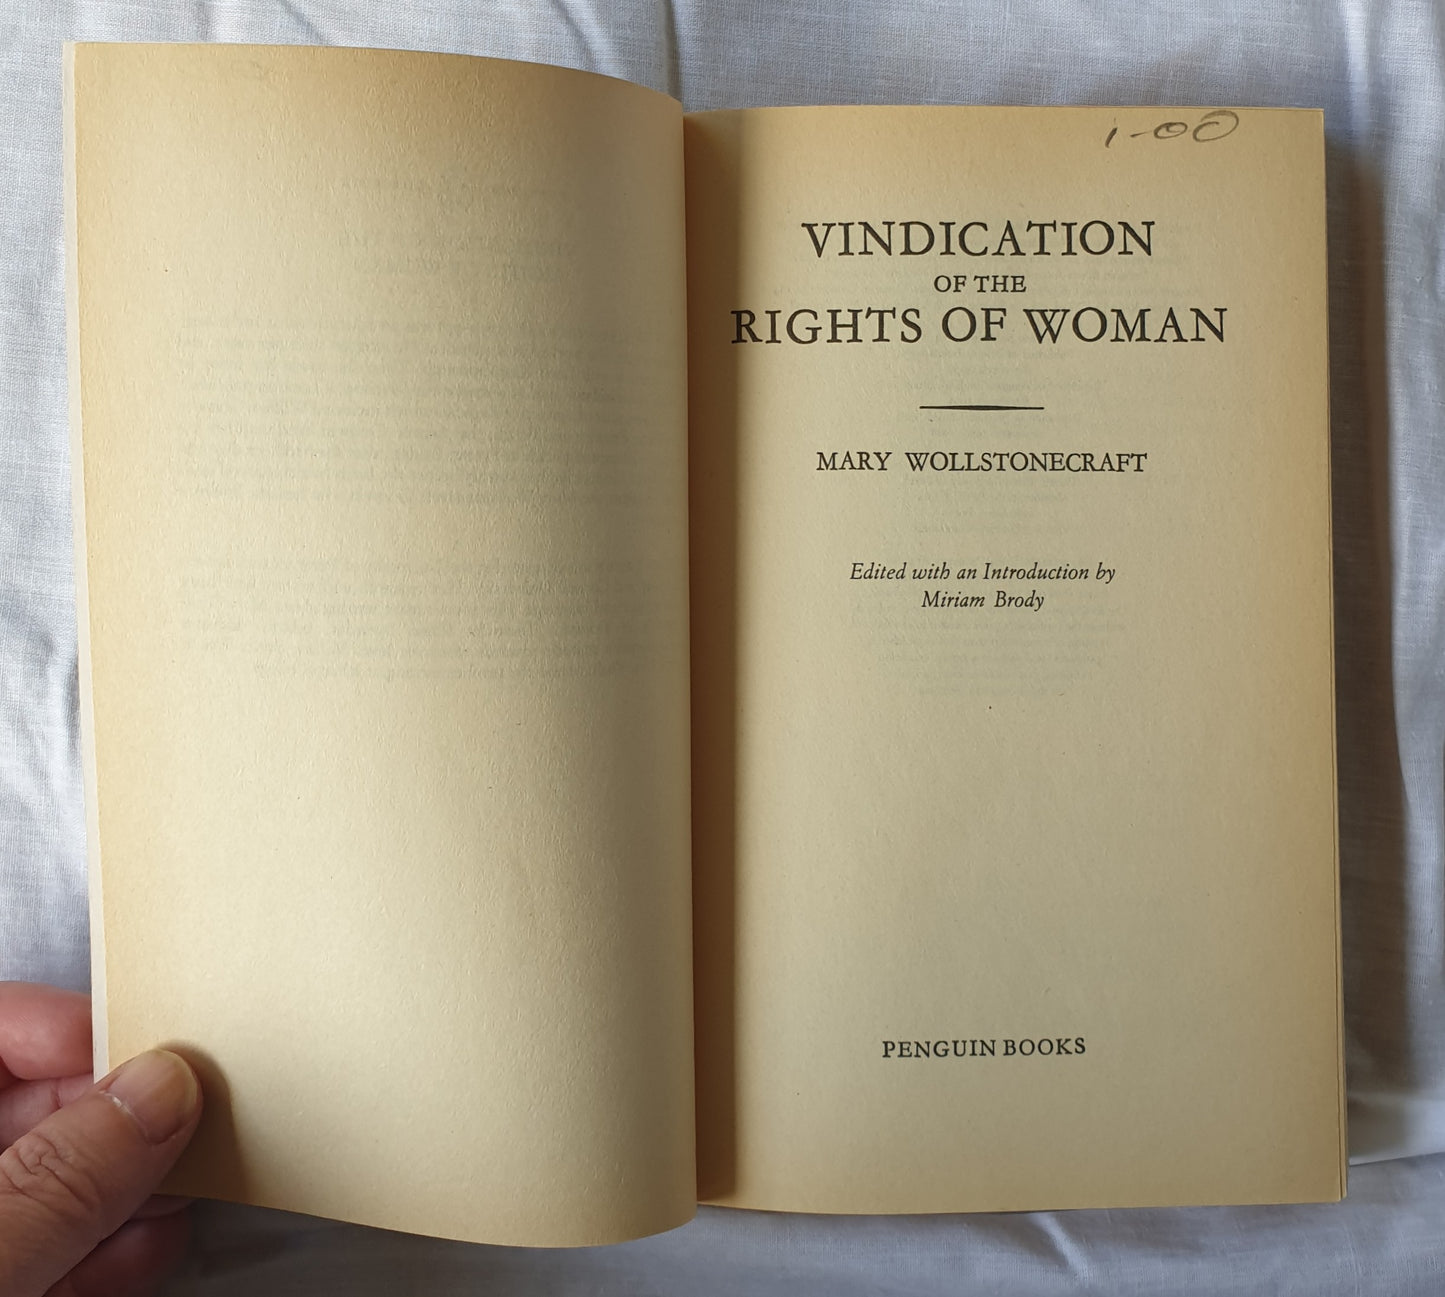 1-00
VINDICATION
OF THE
RIGHTS OF WOMAN
MARY WOLLSTONECRAFT
Edited with an Introduction by
Miriam Brody
PENGUIN BOOKS